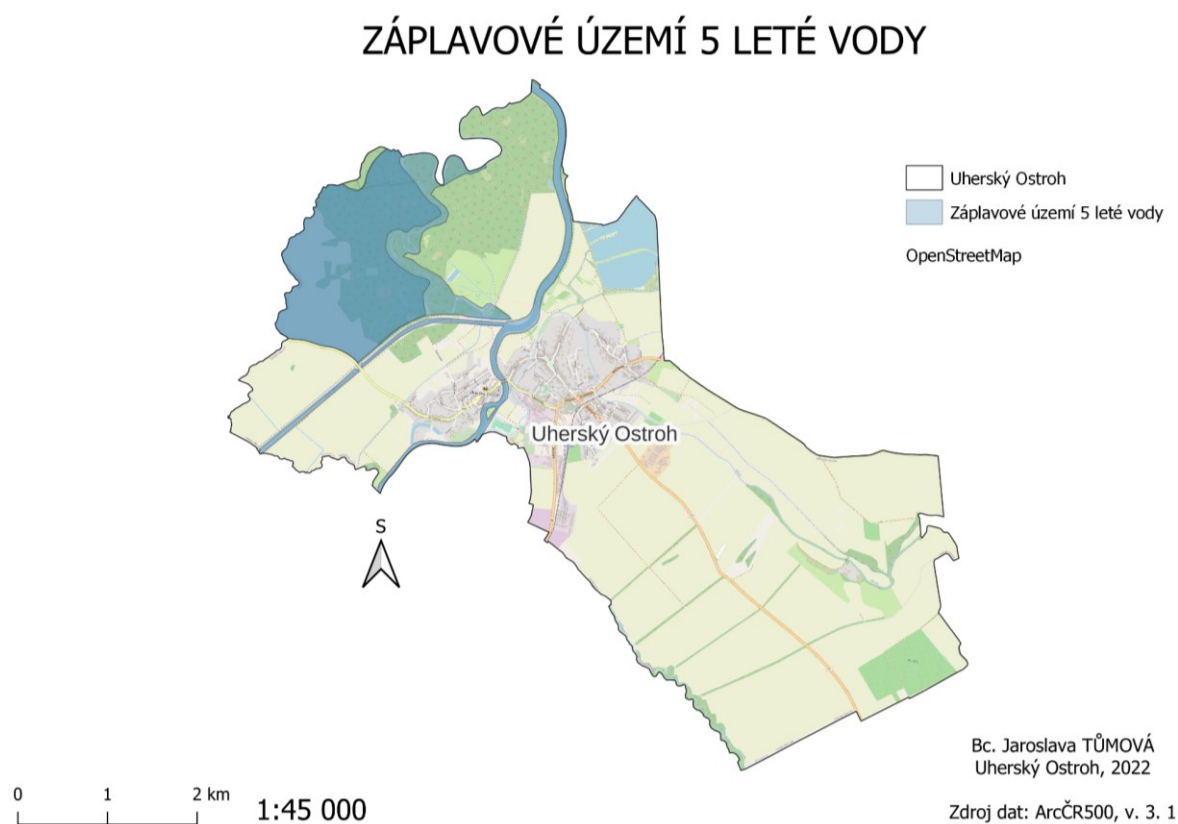 ZÁPLAVOVÉ ÚZEMÍ 5 LETÉ VODY
Uherský Ostroh
Záplavové území 5 leté vody
OpenStreetMap
Uherský Ostroh
S
Bc. Jaroslava TŮMOVÁ
Uherský Ostroh, 2022
0 1 2 km
1:45 000
Zdroj dat: ArcČR500, v. 3. 1